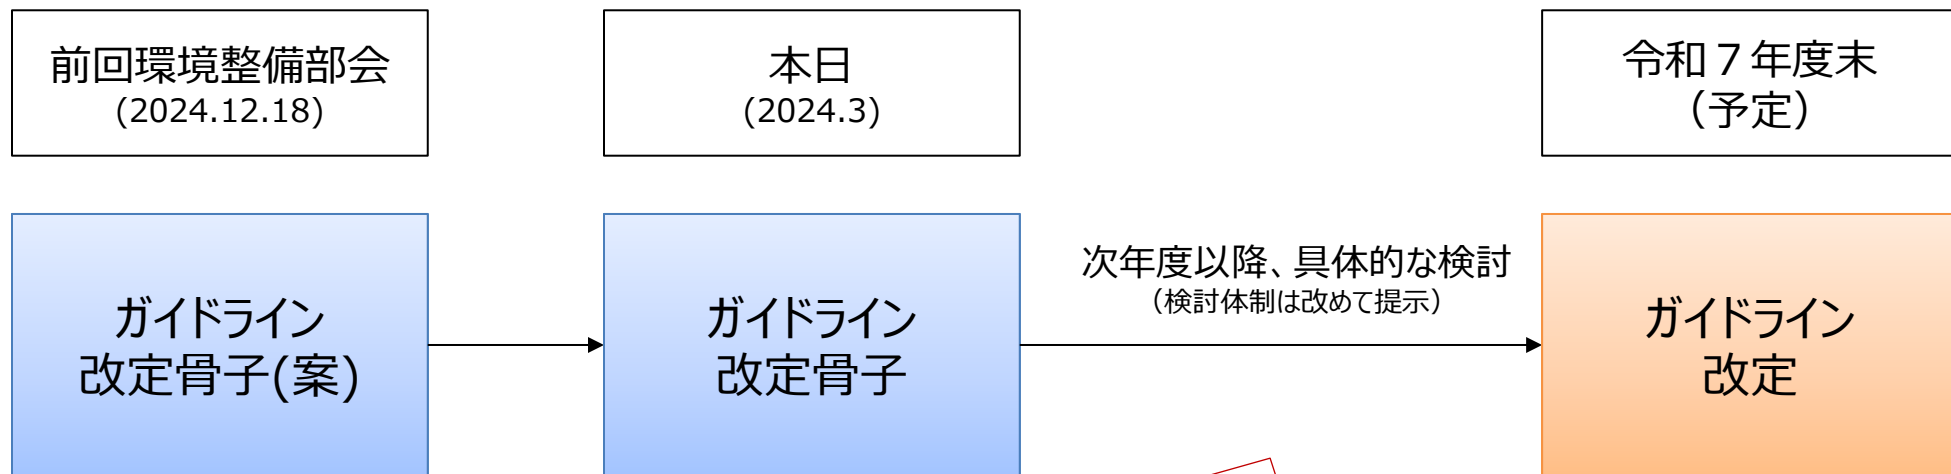 前回環境整備部会
(2024.12.18)
本日
(2024.3)
令和７年度末
（予定）
ガイドライン
改定骨子(案)
ガイドライン
改定骨子
次年度以降、具体的な検討
（検討体制は改めて提示）
ガイドライン
改定